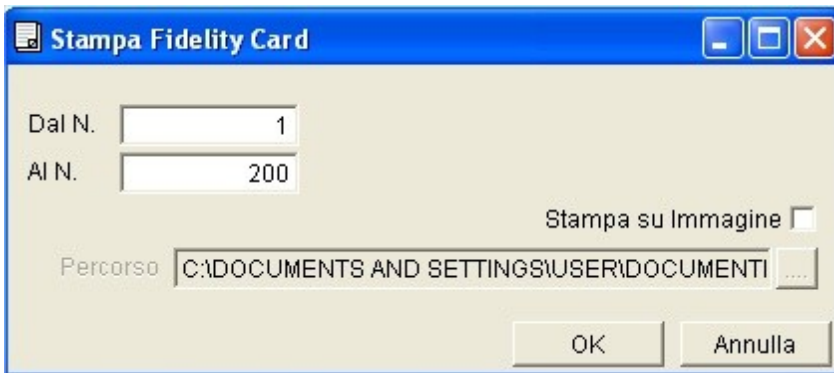 Stampa Fidelity Card
Dal N. 1
Al N. 200
Stampa su Immagine
Percorso C:\DOCUMENTS AND SETTINGS\USER\DOCUMENTI ....
OK Annulla